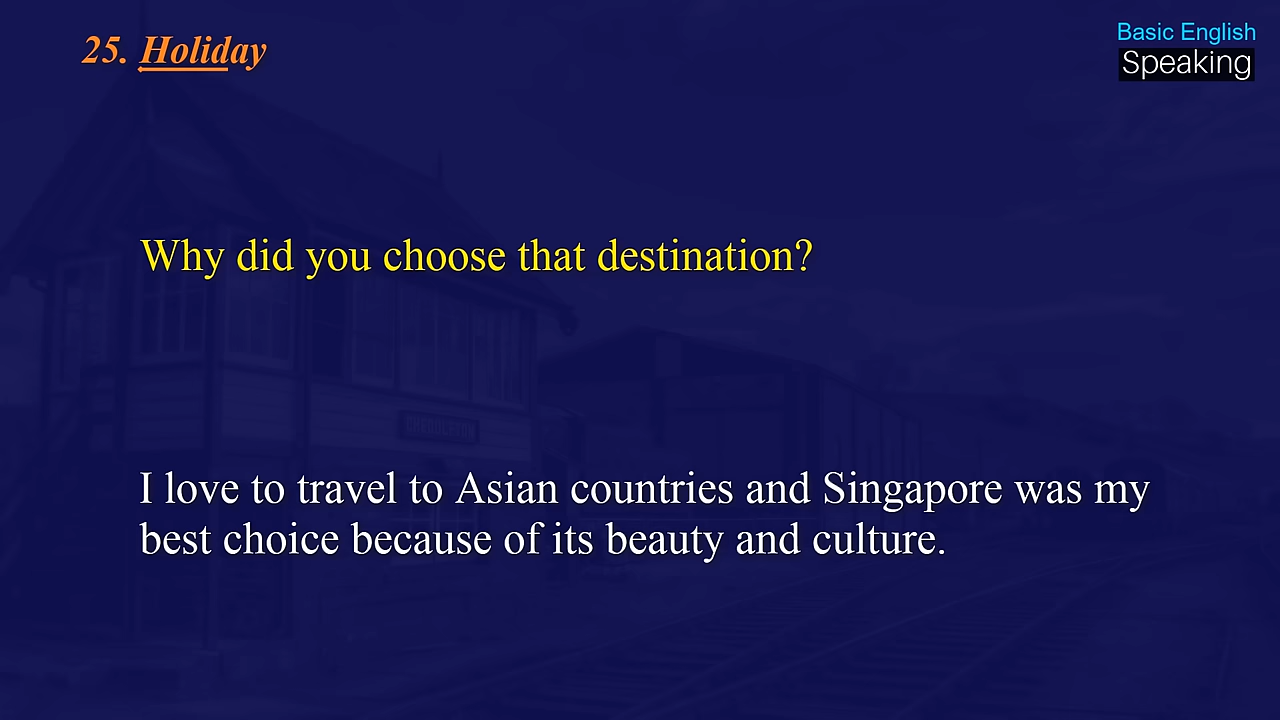 25. Holiday
Basic English
Speaking
Why did you choose that destination?
I love to travel to Asian countries and Singapore was my
best choice because of its beauty and culture.